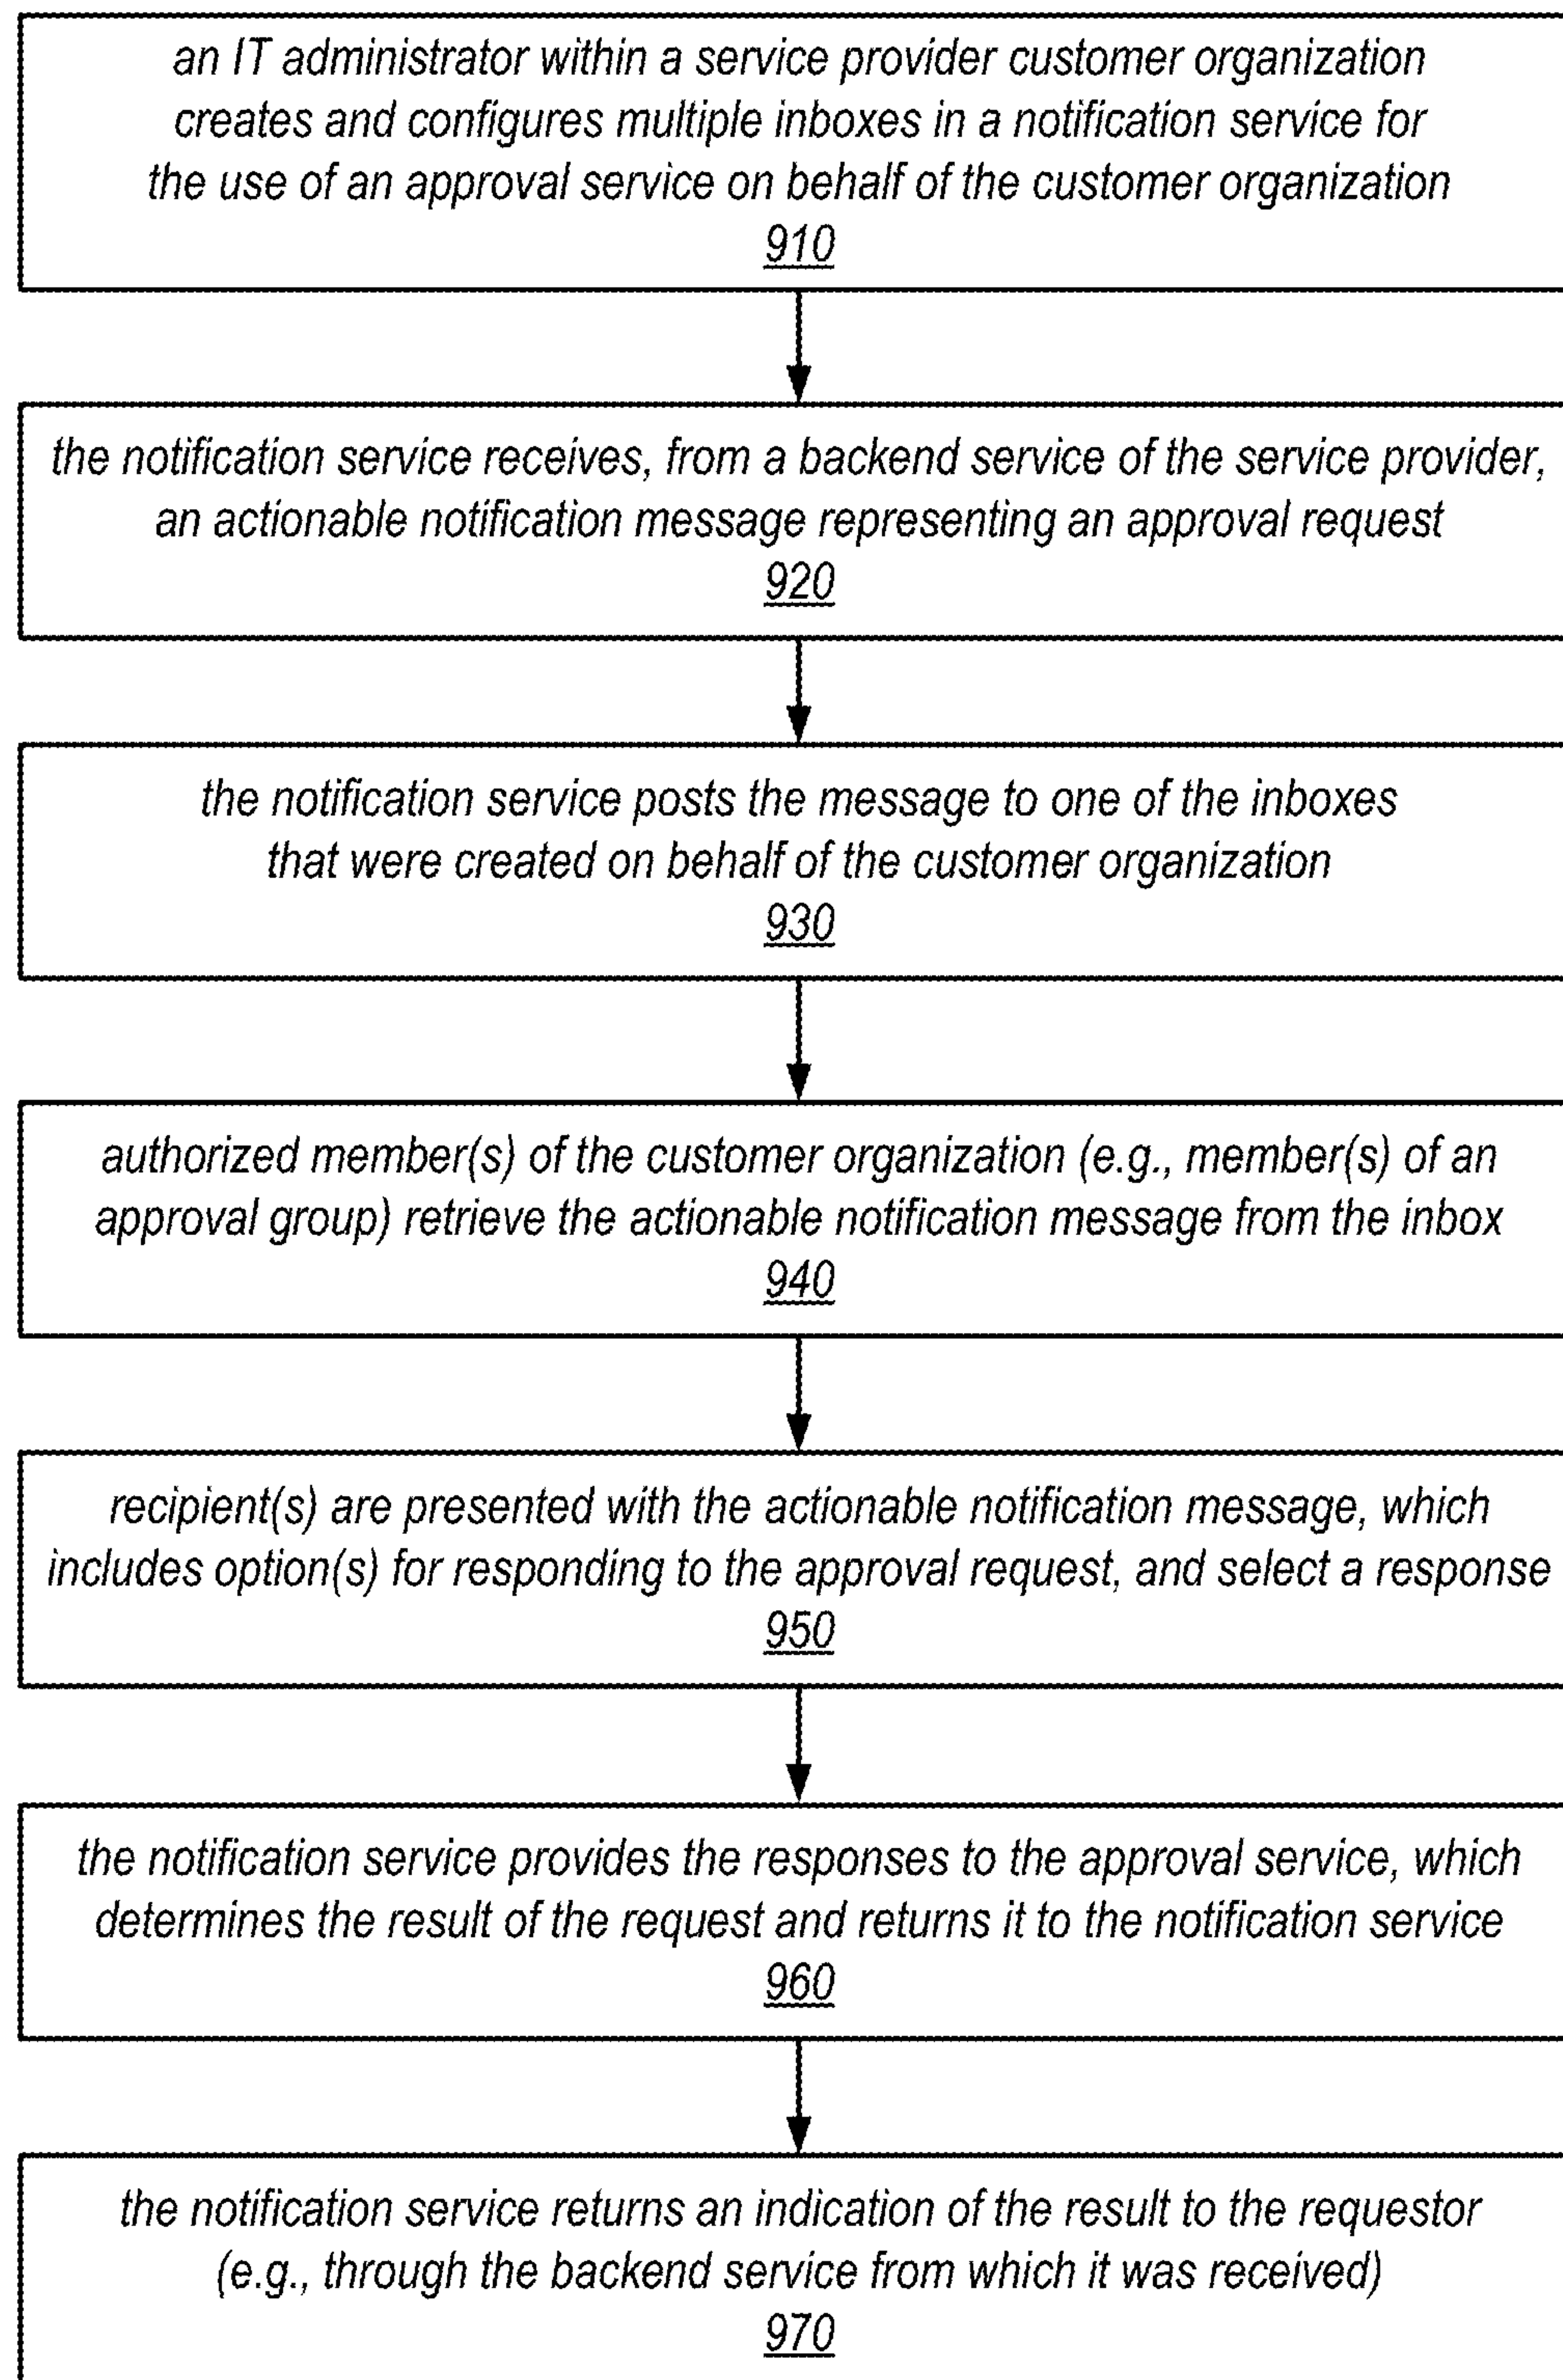 an IT administrator within a service provider customer organization
creates and configures multiple inboxes in a notification service for
the use of an approval service on behalf of the customer organization
910
the notification service receives, from a backend service of the service provider,
an actionable notification message representing an approval request
920
the notification service posts the message to one of the inboxes
that were created on behalf of the customer organization
930
authorized member(s) of the customer organization (e.g., member(s) of an
approval group) retrieve the actionable notification message from the inbox
940
recipient(s) are presented with the actionable notification message, which
includes option(s) for responding to the approval request, and select a response
950
the notification service provides the responses to the approval service, which
determines the result of the request and returns it to the notification service
960
the notification service returns an indication of the result to the requestor
(e.g., through the backend service from which it was received)
970